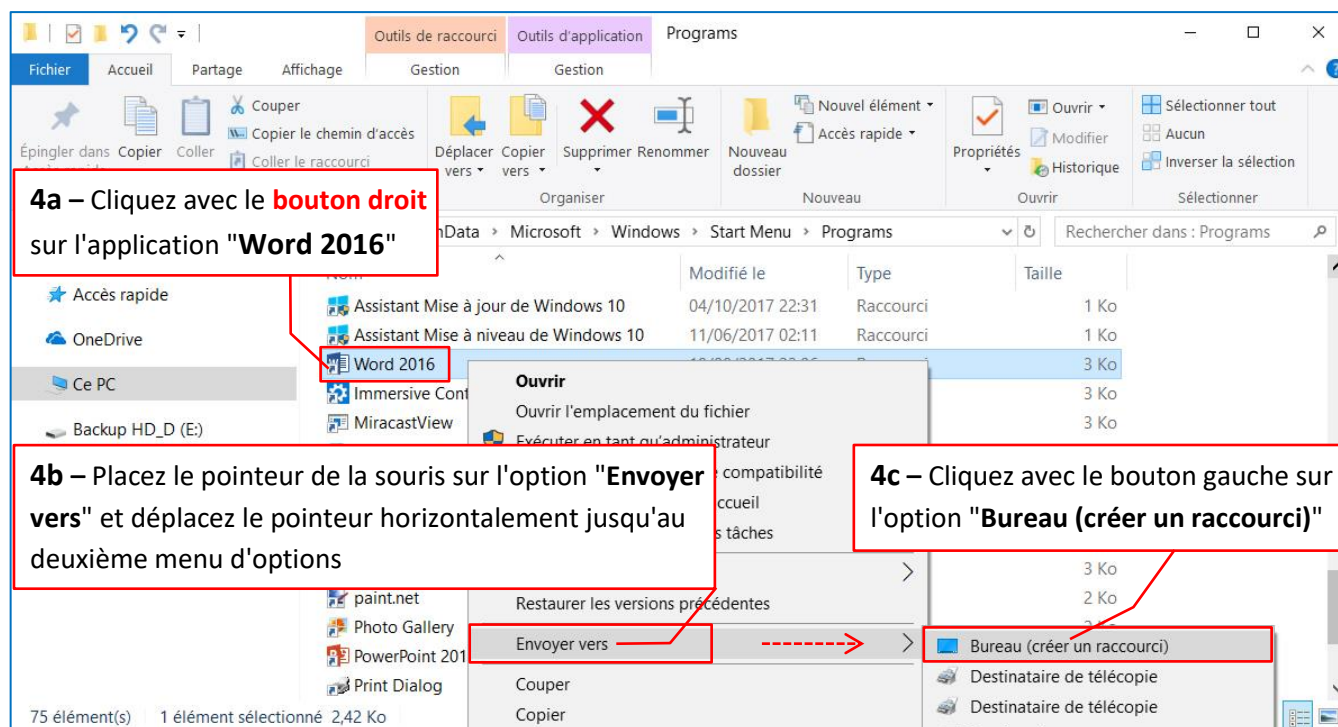 Outils de raccourci Outils d'application Programs
Fichier Accueil Partage Affichage Gestion Gestion
Épingler dans Copier Coller
Couper
Copier le chemin d'accès
Coller le raccourci
Déplacer vers Copier vers Supprimer Renommer
Nouveau dossier
Nouvel élément
Accès rapide
Propriétés
Ouvrir
Modifier
Historique
Sélectionner tout
Aucun
Inverser la sélection
Organiser Nouveau Ouvrir Sélectionner
4a – Cliquez avec le bouton droit
sur l'application "Word 2016"
Data > Microsoft > Windows > Start Menu > Programs Rechercher dans : Programs
Modifié le Type Taille
Accès rapide
OneDrive
Ce PC
Backup HD_D (E:)
Assistant Mise à jour de Windows 10 04/10/2017 22:31 Raccourci 1 Ko
Assistant Mise à niveau de Windows 10 11/06/2017 02:11 Raccourci 1 Ko
Word 2016 3 Ko
Immersive Cont 3 Ko
MiracastView 3 Ko
Ouvrir
Ouvrir l'emplacement du fichier
Exécuter en tant qu'administrateur
compatibilité
ccueil
s tâches
4b – Placez le pointeur de la souris sur l'option "Envoyer
vers" et déplacez le pointeur horizontalement jusqu'au
deuxième menu d'options
4c – Cliquez avec le bouton gauche sur
l'option "Bureau (créer un raccourci)"
3 Ko
paint.net Restaurer les versions précédentes 2 Ko
Photo Gallery
Envoyer vers Bureau (créer un raccourci)
PowerPoint 201
Destinataire de télécopie
Print Dialog Couper
Destinataire de télécopie
Copier
75 élément(s) 1 élément sélectionné 2,42 Ko